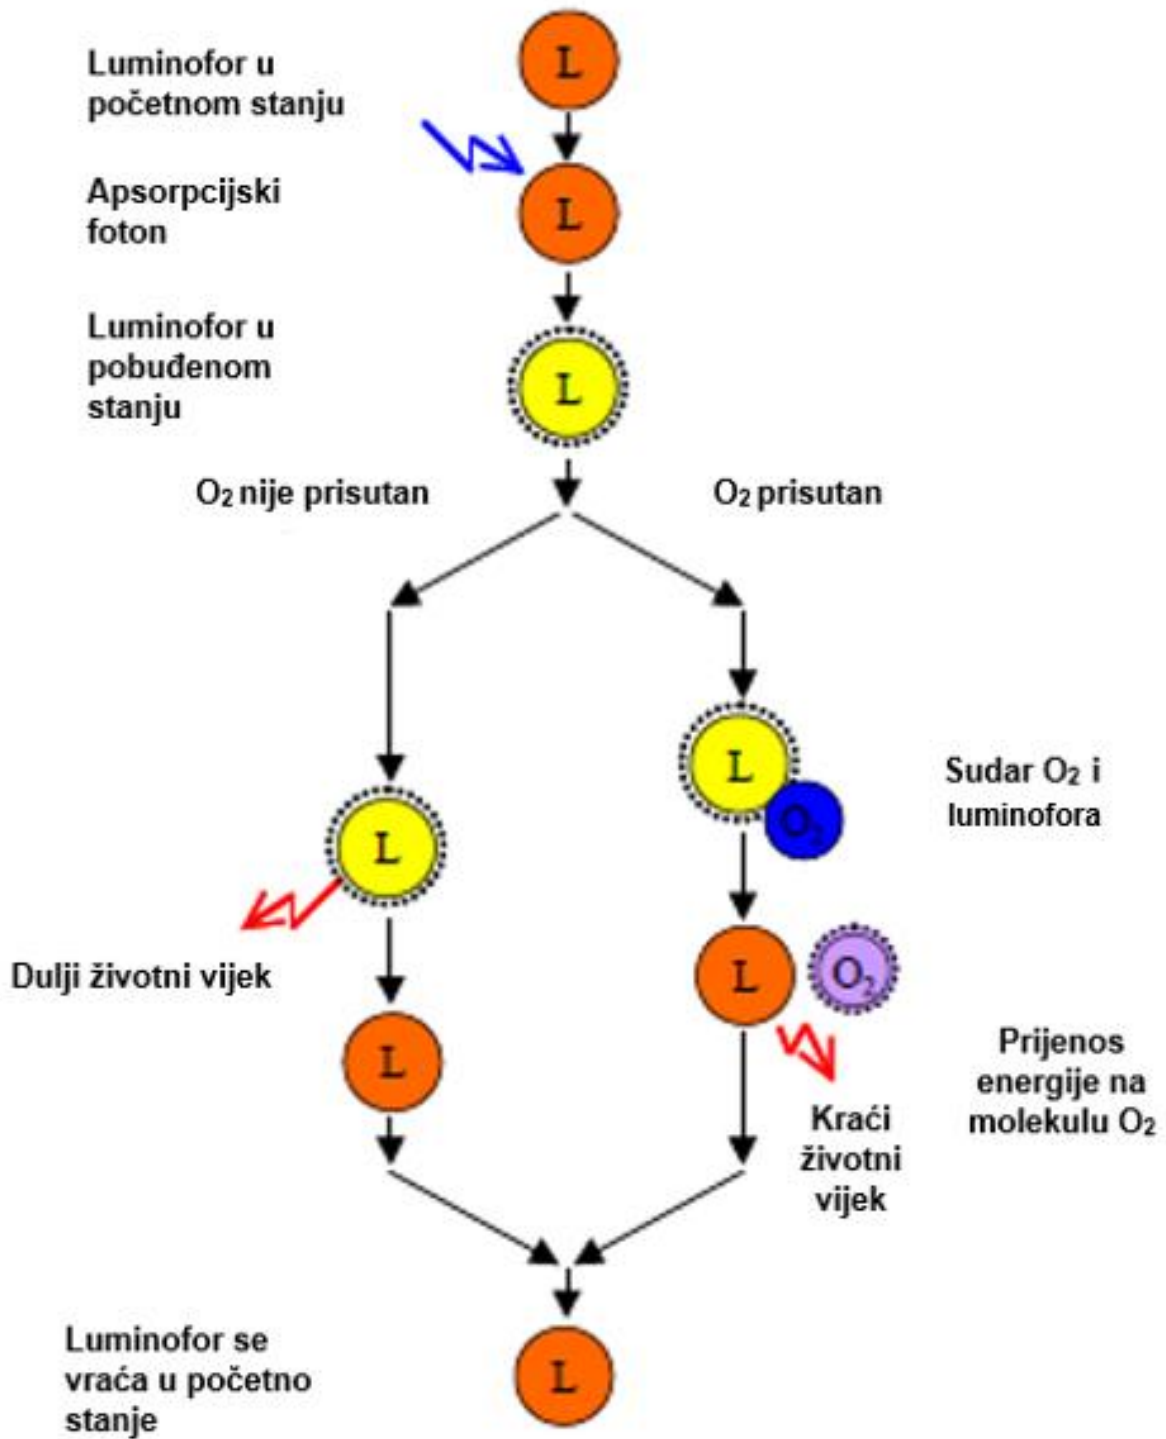 L
Luminofor u
početnom stanju
Apsorpcijski
foton
L
Luminofor u
pobuđenom
stanju
L
O₂ nije prisutan
O₂ prisutan
L
O₂
Sudar O₂ i
luminofora
L
Dulji životni vijek
L
O₂
L
Prijenos
energije na
molekulu O₂
Kraći
životni
vijek
Luminofor se
vraća u početno
stanje
L